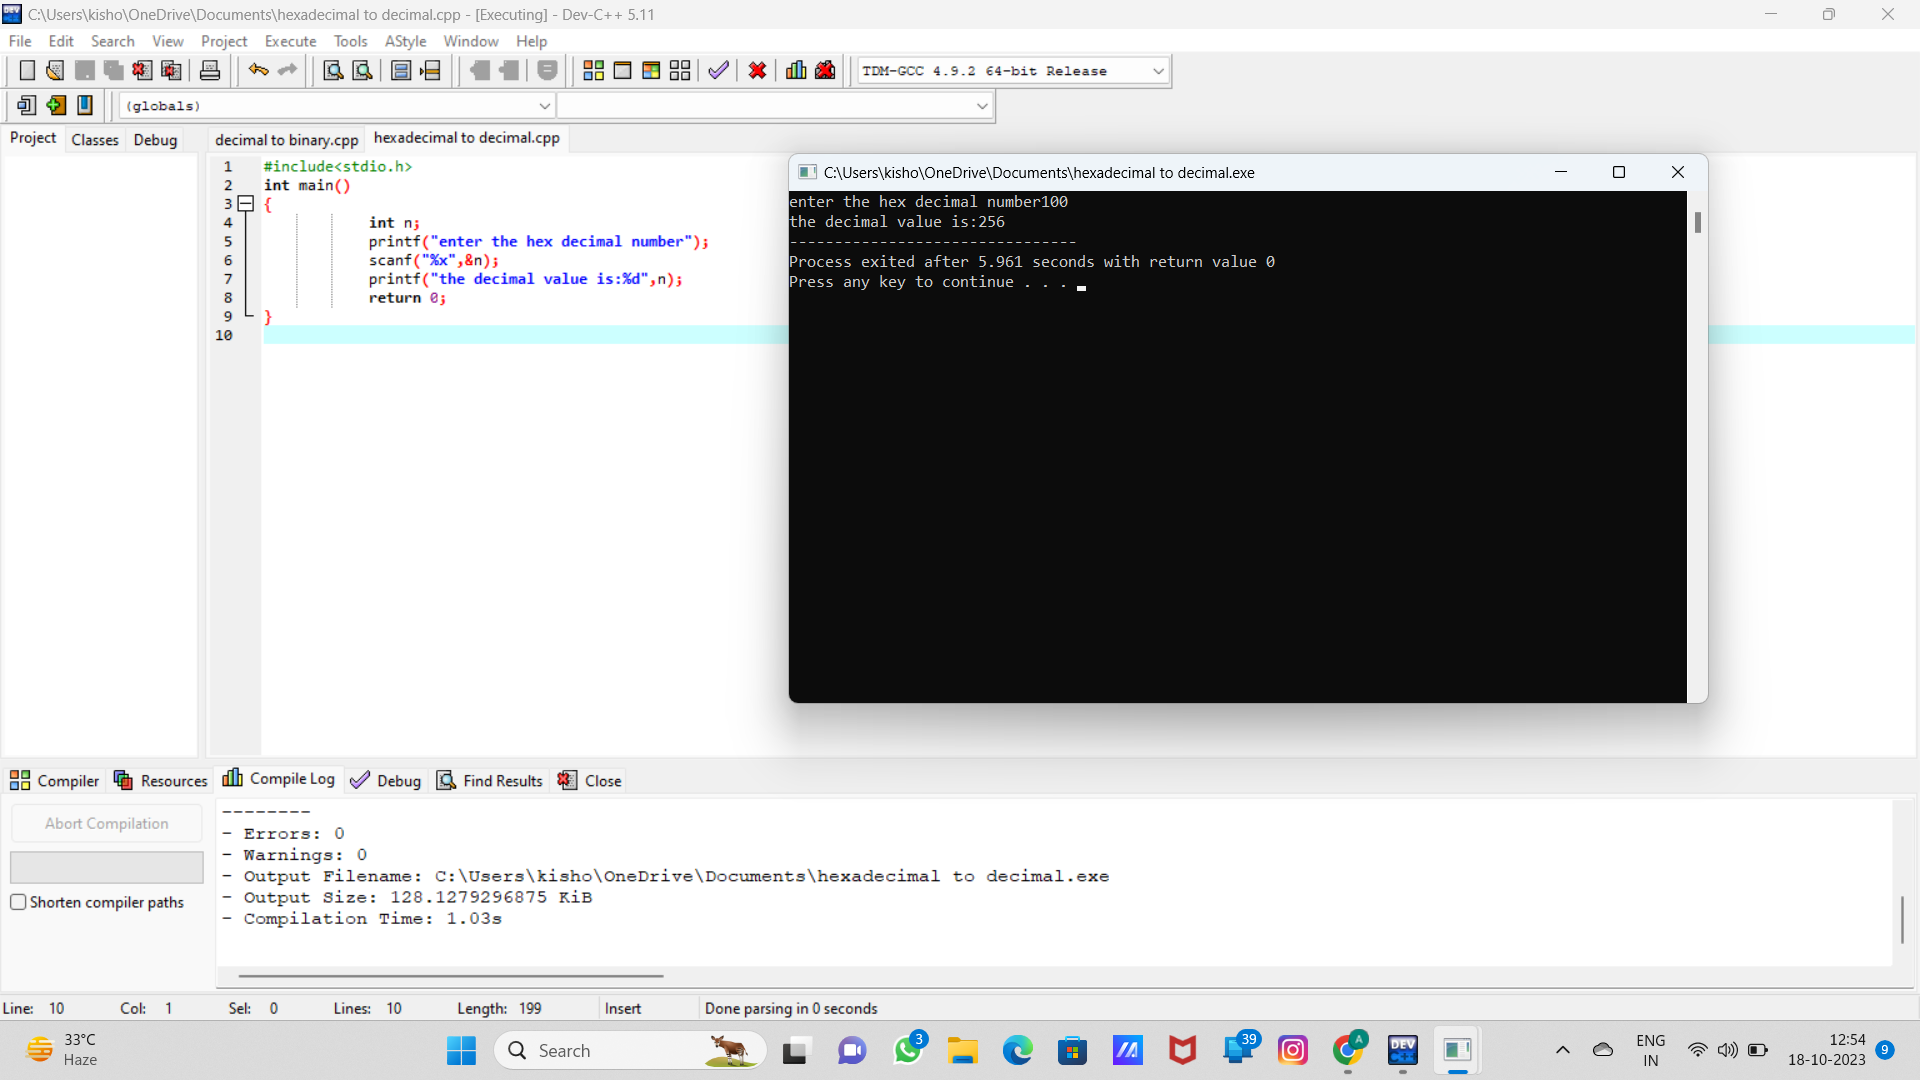 C:\Users\kisho\OneDrive\Documents\hexadecimal to decimal.cpp - [Executing] - Dev-C++ 5.11
File Edit Search View Project Execute Tools AStyle Window Help
TDM-GCC 4.9.2 64-bit Release
(globals)
Project Classes Debug
decimal to binary.cpp hexadecimal to decimal.cpp
1 #include<stdio.h>
2 int main()
3 {
4 int n;
5 printf("enter the hex decimal number");
6 scanf("%x",&n);
7 printf("the decimal value is:%d",n);
8 return 0;
9 }
10
C:\Users\kisho\OneDrive\Documents\hexadecimal to decimal.exe
enter the hex decimal number100
the decimal value is:256
--------------------------------
Process exited after 5.961 seconds with return value 0
Press any key to continue . . .
Compiler Resources Compile Log Debug Find Results Close
Abort Compilation
Shorten compiler paths
--------
- Errors: 0
- Warnings: 0
- Output Filename: C:\Users\kisho\OneDrive\Documents\hexadecimal to decimal.exe
- Output Size: 128.1279296875 KiB
- Compilation Time: 1.03s
Line: 10 Col: 1 Sel: 0 Lines: 10 Length: 199 Insert Done parsing in 0 seconds
33°C
Haze
Search
3
39
A
DEV
C++
ENG
IN
12:54
18-10-2023
9